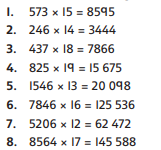 1. 573 × 15 = 8595
2. 246 × 14 = 3444
3. 437 × 18 = 7866
4. 825 × 19 = 15 675
5. 1546 × 13 = 20 098
6. 7846 × 16 = 125 536
7. 5206 × 12 = 62 472
8. 8564 × 17 = 145 588